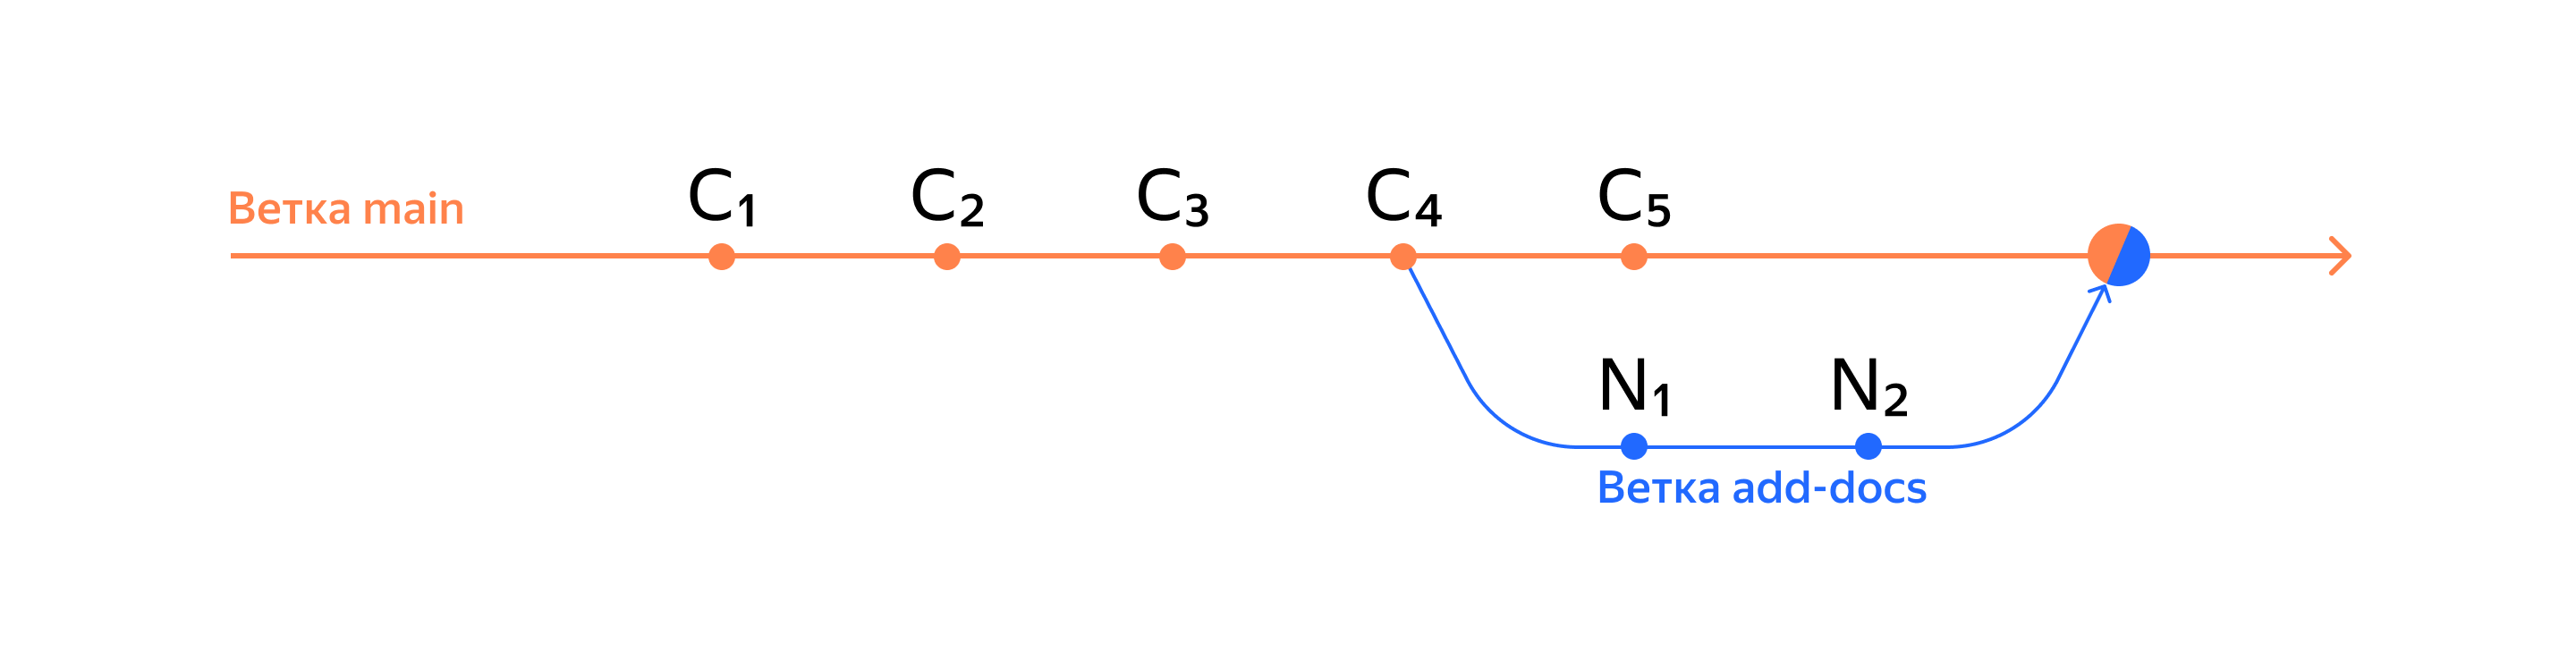 Ветка main
C₁ C₂ C₃ C₄ C₅
N₁ N₂
Ветка add-docs